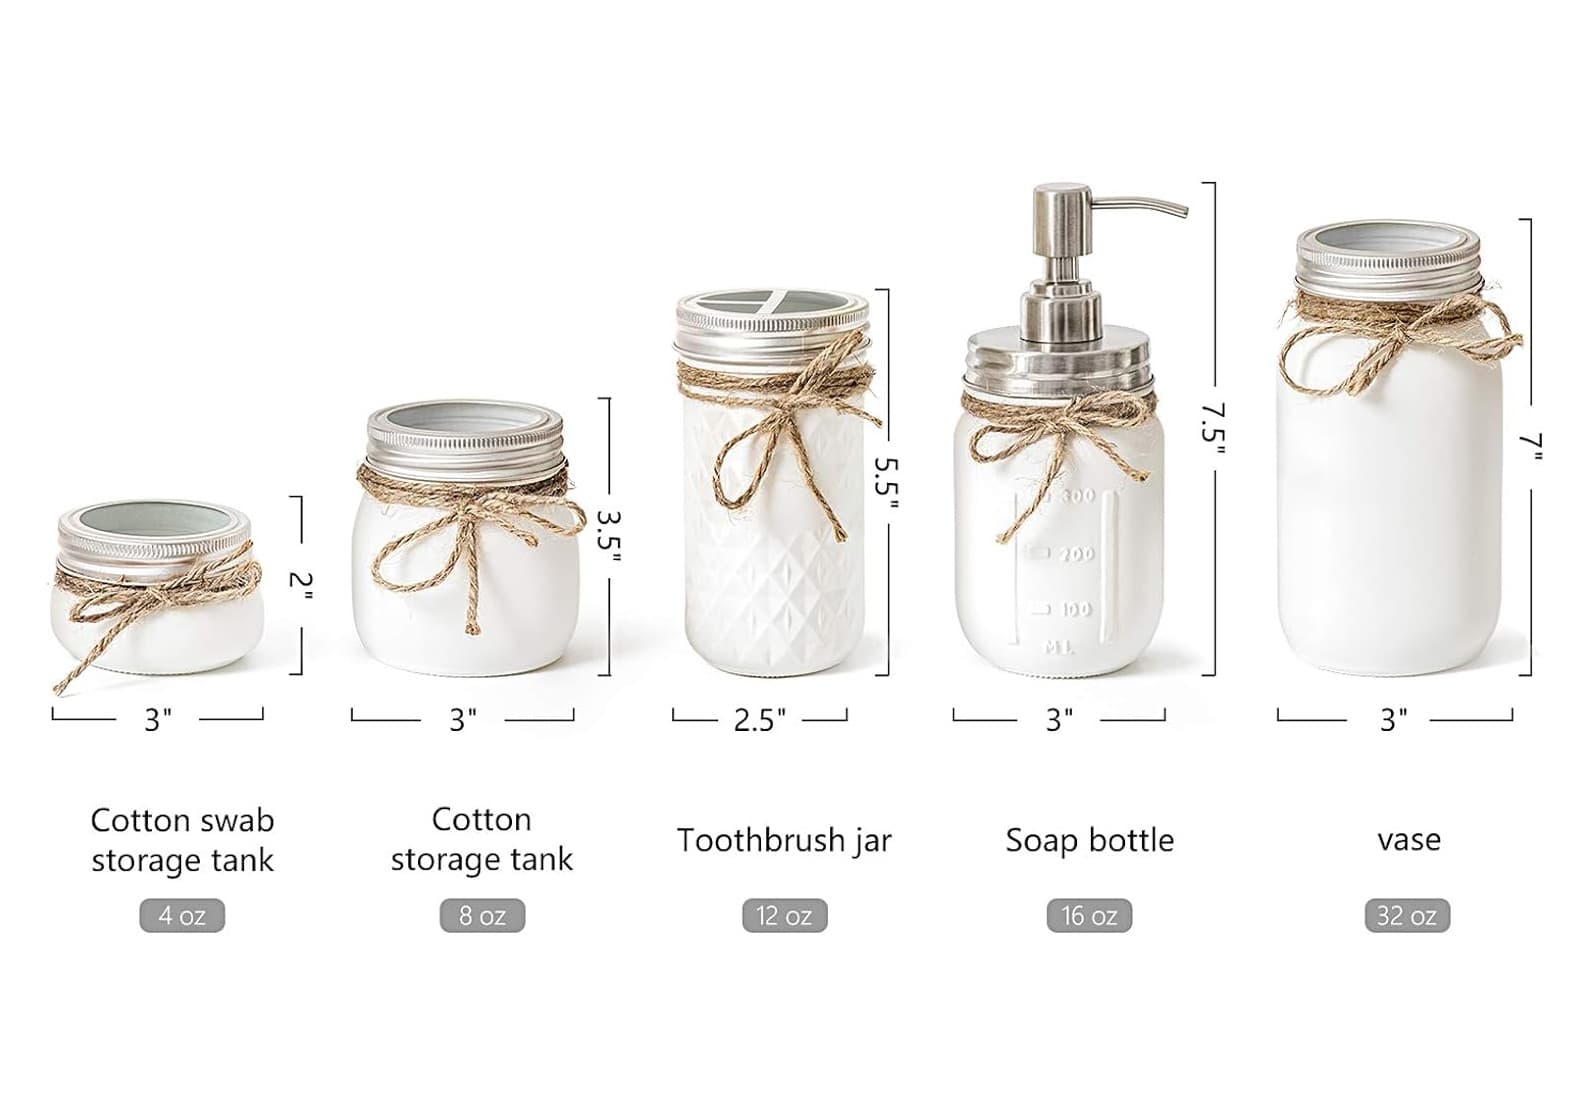 300
200
100
ML
2"
3.5"
5.5"
7.5"
7"
3"
3"
2.5"
3"
3"
Cotton swab
storage tank
4 oz
Cotton
storage tank
8 oz
Toothbrush jar
12 oz
Soap bottle
16 oz
vase
32 oz